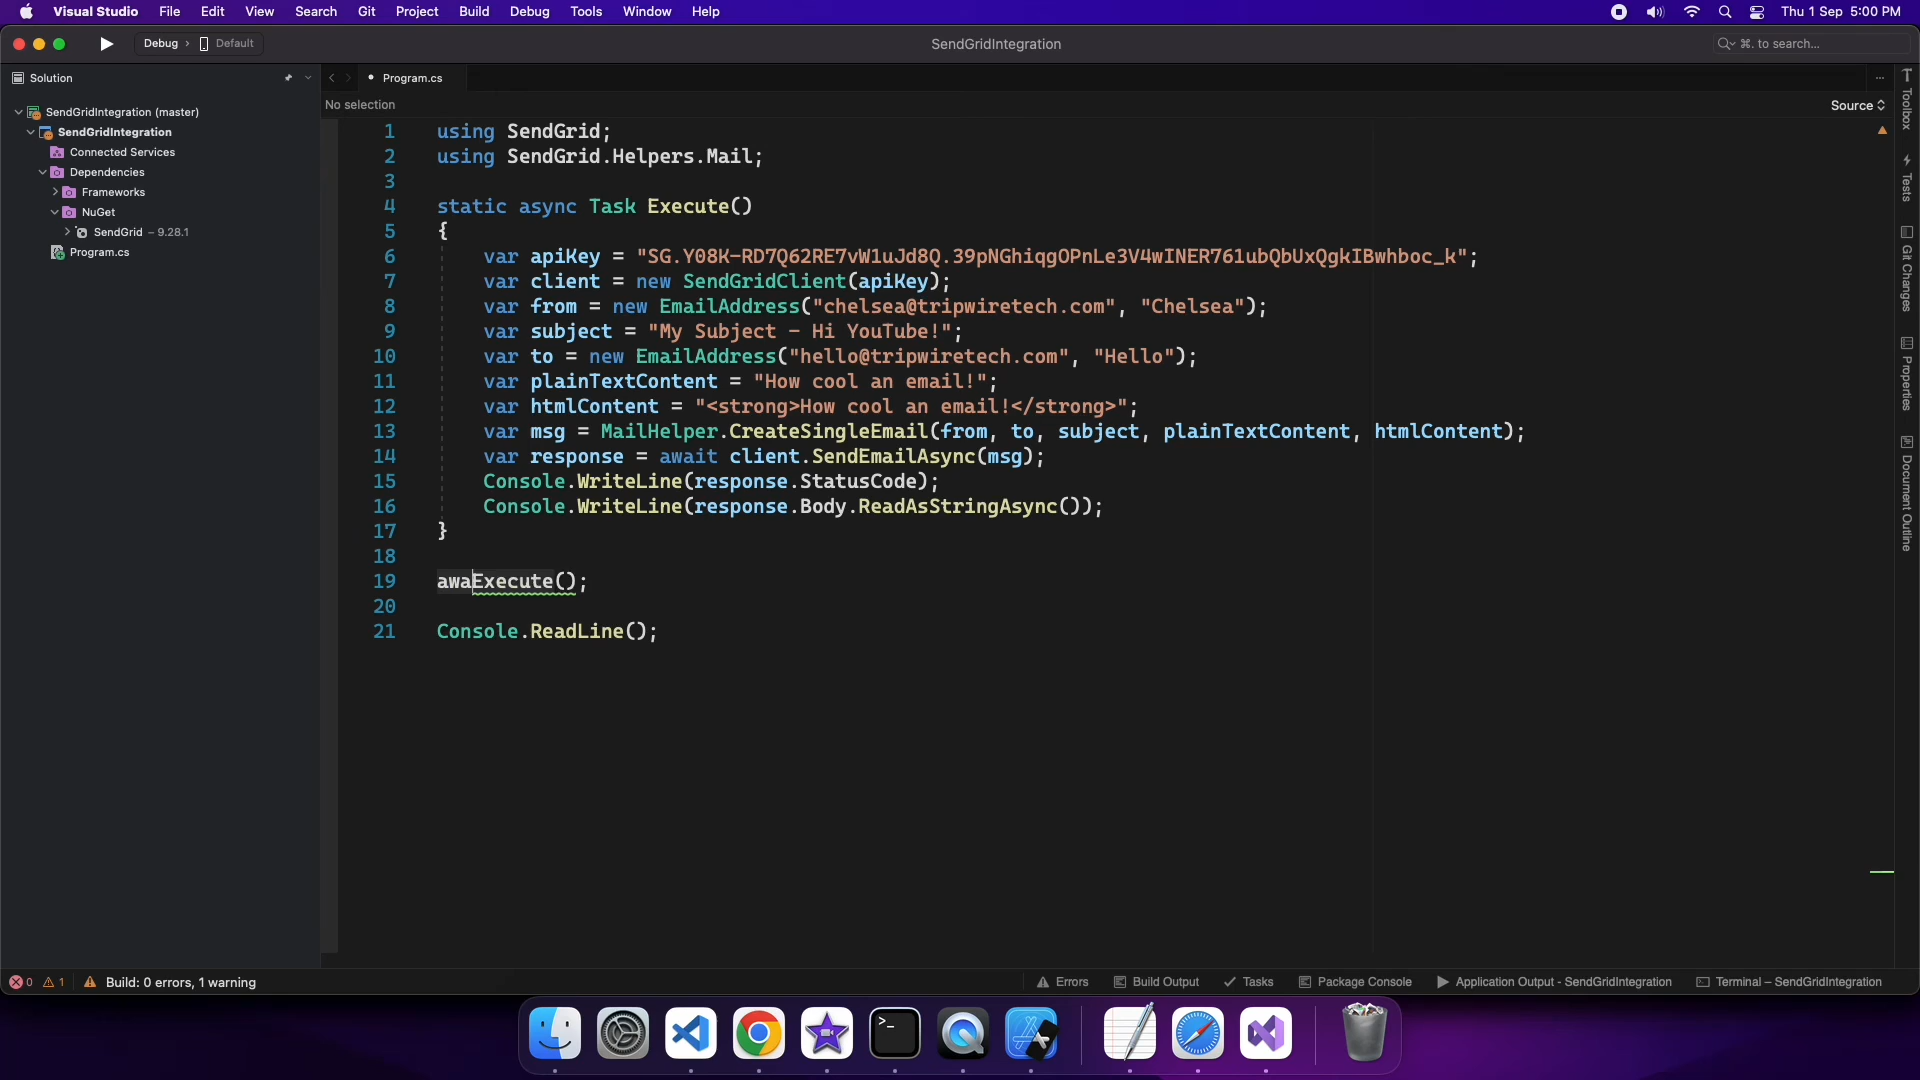 Visual Studio File Edit View Search Git Project Build Debug Tools Window Help Thu 1 Sep 5:00 PM
Debug › Default SendGridIntegration ⌘. to search...
Solution Program.cs
No selection Source
SendGridIntegration (master)
SendGridIntegration
Connected Services
Dependencies
Frameworks
NuGet
SendGrid – 9.28.1
Program.cs
1 using SendGrid;
2 using SendGrid.Helpers.Mail;
3
4 static async Task Execute()
5 {
6 var apiKey = "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";
7 var client = new SendGridClient(apiKey);
8 var from = new EmailAddress("chelsea@tripwiretech.com", "Chelsea");
9 var subject = "My Subject - Hi YouTube!";
10 var to = new EmailAddress("hello@tripwiretech.com", "Hello");
11 var plainTextContent = "How cool an email!";
12 var htmlContent = "<strong>How cool an email!</strong>";
13 var msg = MailHelper.CreateSingleEmail(from, to, subject, plainTextContent, htmlContent);
14 var response = await client.SendEmailAsync(msg);
15 Console.WriteLine(response.StatusCode);
16 Console.WriteLine(response.Body.ReadAsStringAsync());
17 }
18
19 awaExecute();
20
21 Console.ReadLine();
Toolbox
Tests
Git Changes
Properties
Document Outline
0 1 Build: 0 errors, 1 warning Errors Build Output Tasks Package Console Application Output - SendGridIntegration Terminal – SendGridIntegration